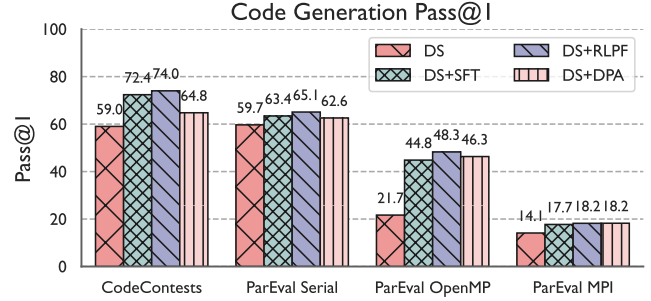 Code Generation Pass@1
Pass@1
100
80
60
40
20
0
DS
DS+RLPF
DS+SFT
DS+DPA
59.0
72.4
74.0
64.8
59.7
63.4
65.1
62.6
21.7
44.8
48.3
46.3
14.1
17.7
18.2
18.2
CodeContests
ParEval Serial
ParEval OpenMP
ParEval MPI